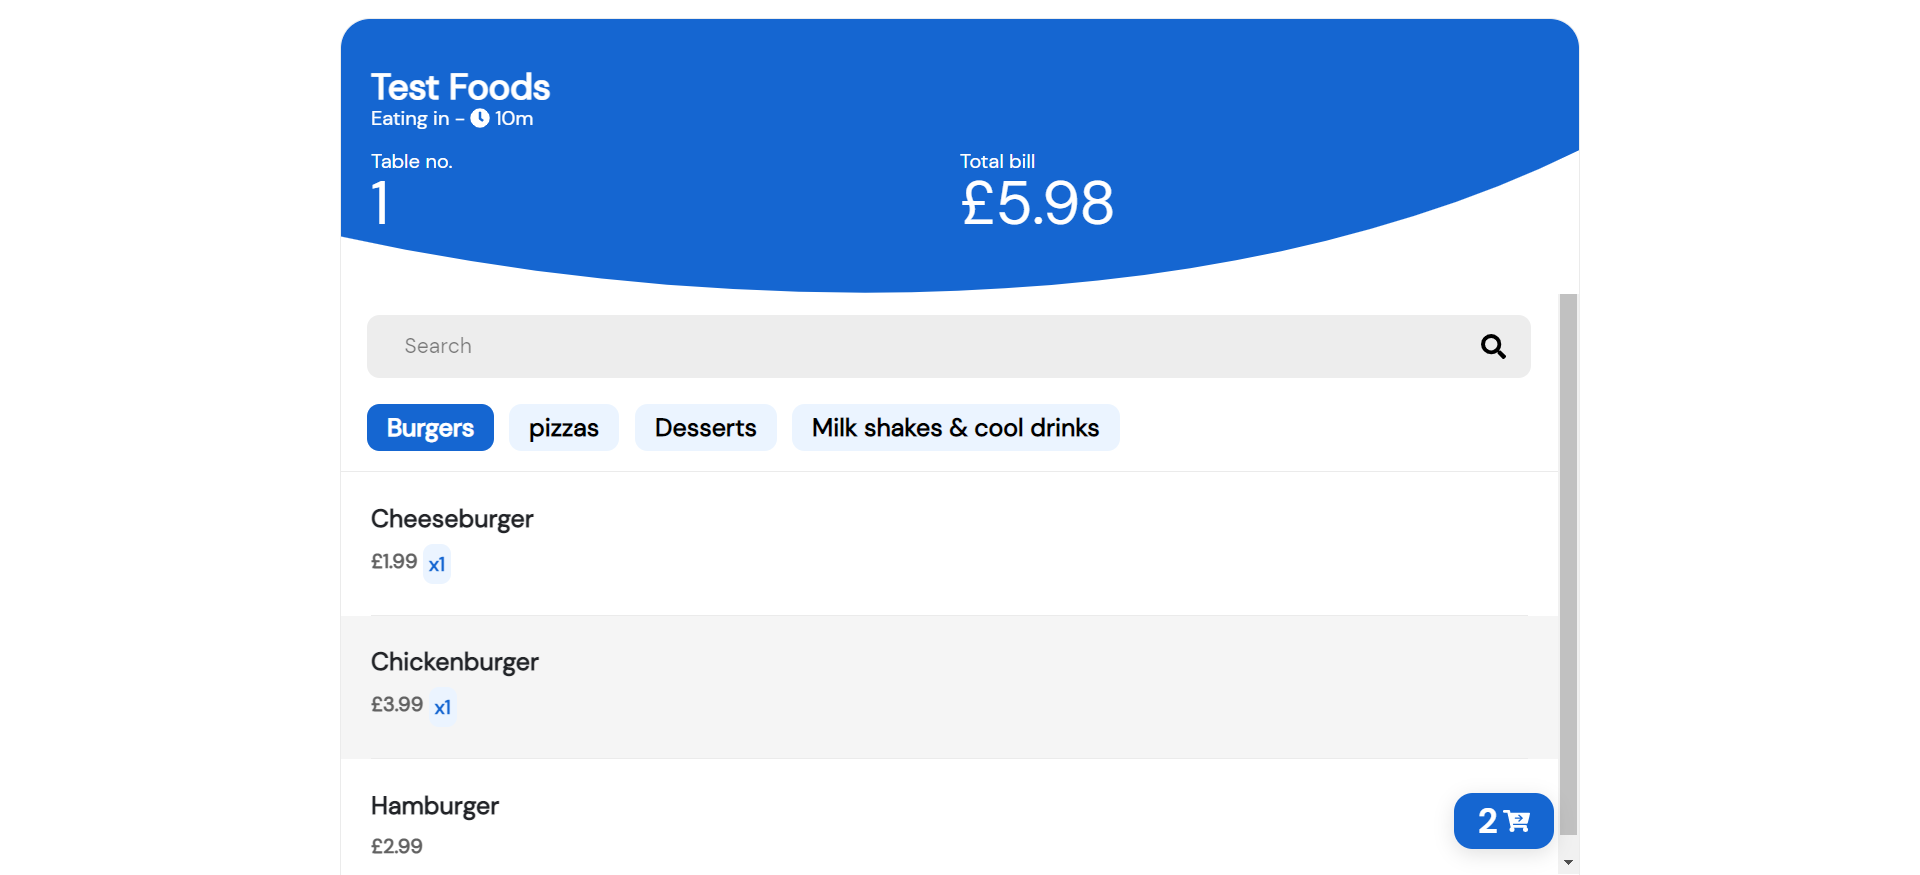 Test Foods
Eating in - 10m
Table no.
1
Total bill
£5.98
Search
Burgers pizzas Desserts Milk shakes & cool drinks
Cheeseburger
£1.99 x1
Chickenburger
£3.99 x1
Hamburger
£2.99
2